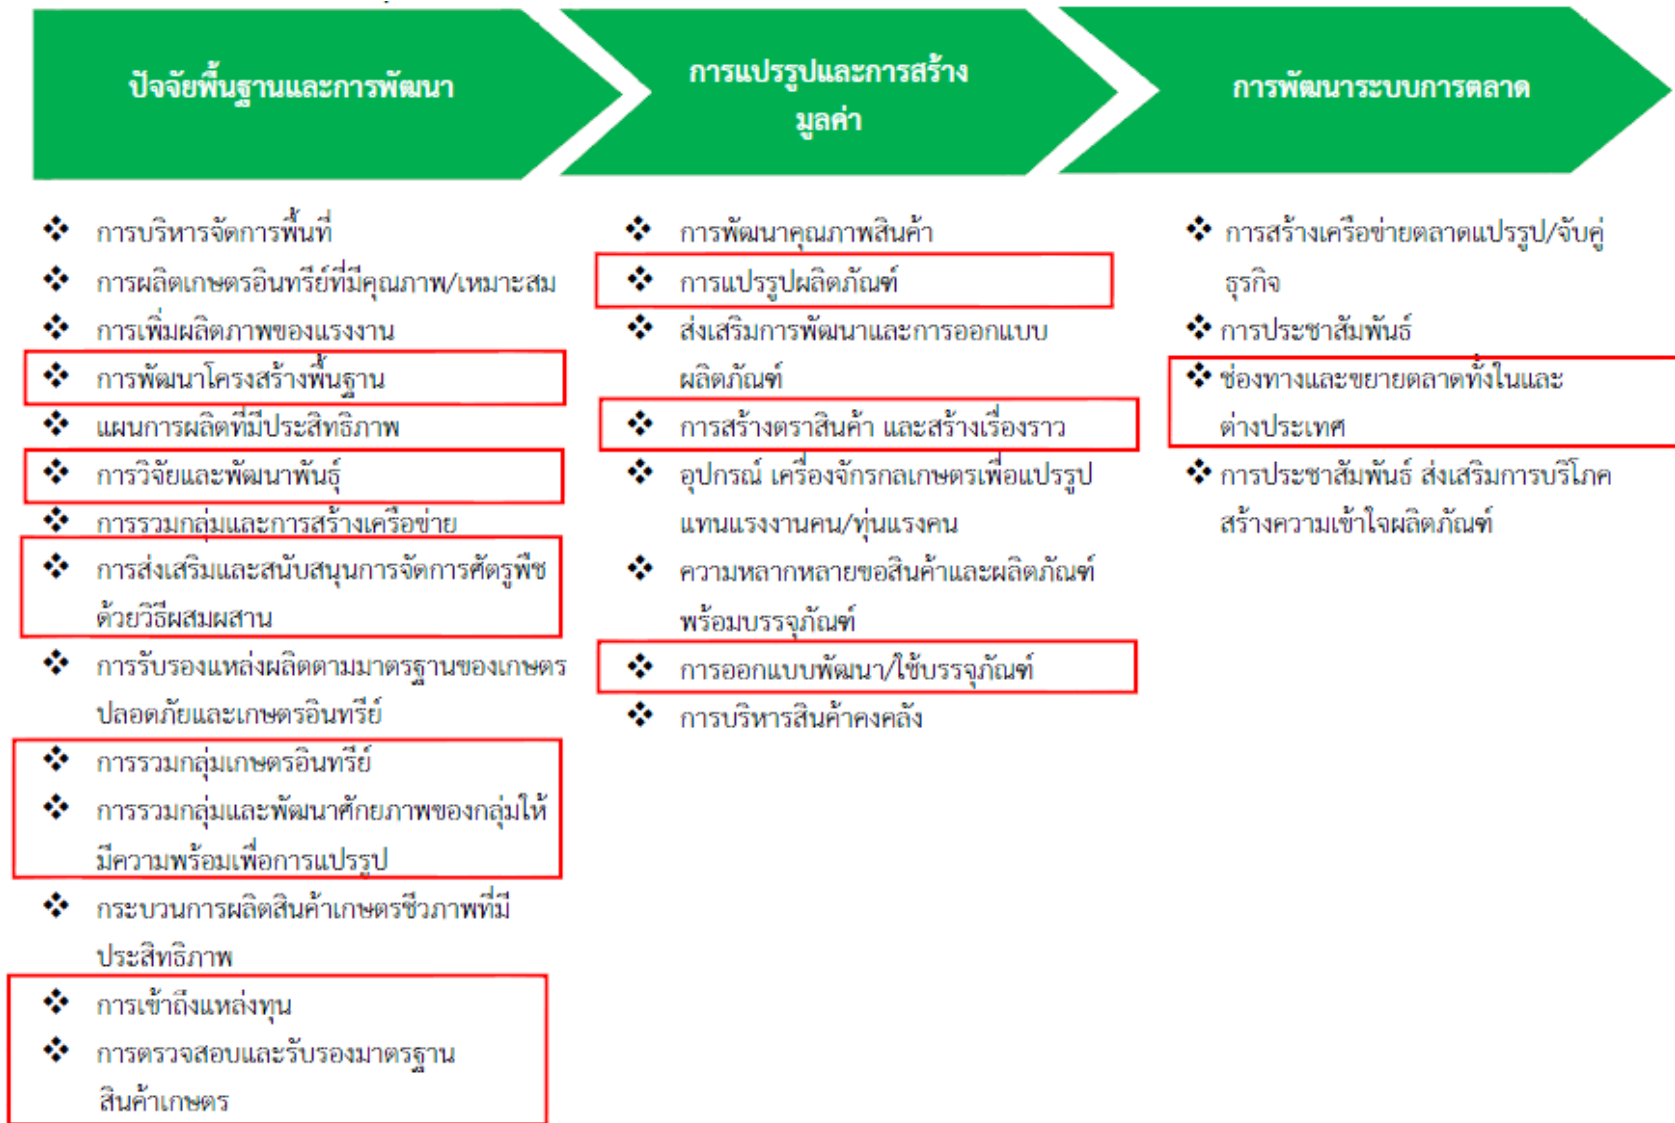 ปัจจัยพื้นฐานและการพัฒนา
การแปรรูปและการสร้าง
มูลค่า
การพัฒนาระบบการตลาด
การบริหารจัดการพื้นที่
การผลิตเกษตรอินทรีย์ที่มีคุณภาพ/เหมาะสม
การเพิ่มผลิตภาพของแรงงาน
การพัฒนาโครงสร้างพื้นฐาน
แผนการผลิตที่มีประสิทธิภาพ
การวิจัยและพัฒนาพันธุ์
การรวมกลุ่มและการสร้างเครือข่าย
การส่งเสริมและสนับสนุนการจัดการศัตรูพืช
ด้วยวิธีผสมผสาน
การรับรองแหล่งผลิตตามมาตรฐานของเกษตร
ปลอดภัยและเกษตรอินทรีย์
การรวมกลุ่มเกษตรอินทรีย์
การรวมกลุ่มและพัฒนาศักยภาพของกลุ่มให้
มีความพร้อมเพื่อการแปรรูป
กระบวนการผลิตสินค้าเกษตรชีวภาพที่มี
ประสิทธิภาพ
การเข้าถึงแหล่งทุน
การตรวจสอบและรับรองมาตรฐาน
สินค้าเกษตร
การพัฒนาคุณภาพสินค้า
การแปรรูปผลิตภัณฑ์
ส่งเสริมการพัฒนาและการออกแบบ
ผลิตภัณฑ์
การสร้างตราสินค้า และสร้างเรื่องราว
อุปกรณ์ เครื่องจักรกลเกษตรเพื่อแปรรูป
แทนแรงงานคน/ทุ่นแรงคน
ความหลากหลายขอสินค้าและผลิตภัณฑ์
พร้อมบรรจุภัณฑ์
การออกแบบพัฒนา/ใช้บรรจุภัณฑ์
การบริหารสินค้าคงคลัง
การสร้างเครือข่ายตลาดแปรรูป/จับคู่
ธุรกิจ
การประชาสัมพันธ์
ช่องทางและขยายตลาดทั้งในและ
ต่างประเทศ
การประชาสัมพันธ์ ส่งเสริมการบริโภค
สร้างความเข้าใจผลิตภัณฑ์